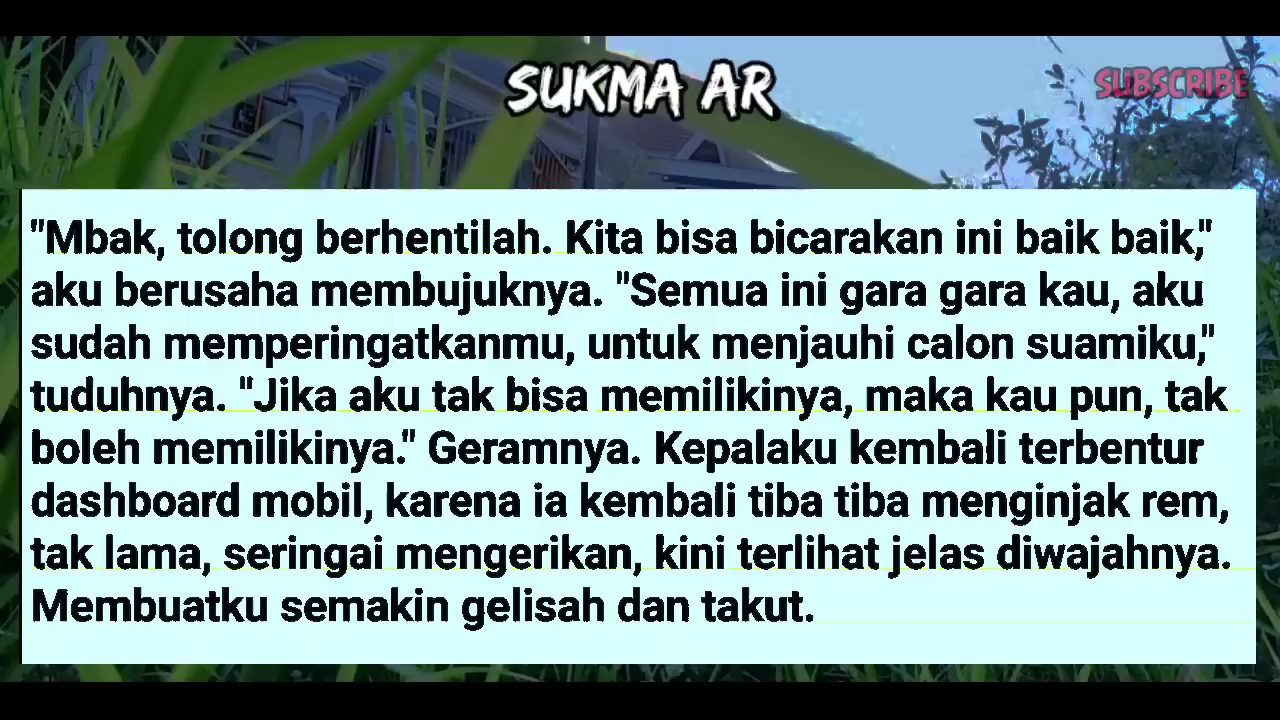 SUKMA AR
SUBSCRIBE
"Mbak, tolong berhentilah. Kita bisa bicarakan ini baik baik,"
aku berusaha membujuknya. "Semua ini gara gara kau, aku
sudah memperingatkanmu, untuk menjauhi calon suamiku,"
tuduhnya. "Jika aku tak bisa memilikinya, maka kau pun, tak
boleh memilikinya." Geramnya. Kepalaku kembali terbentur
dashboard mobil, karena ia kembali tiba tiba menginjak rem,
tak lama, seringai mengerikan, kini terlihat jelas diwajahnya.
Membuatku semakin gelisah dan takut.